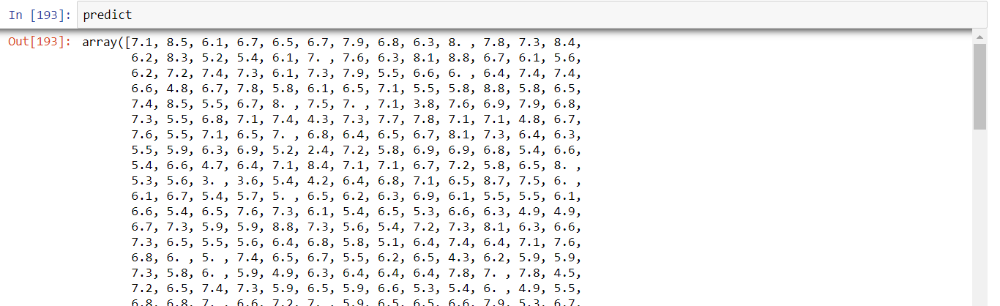 In [193]: predict
Out[193]: array([7.1, 8.5, 6.1, 6.7, 6.5, 6.7, 7.9, 6.8, 6.3, 8. , 7.8, 7.3, 8.4,
6.2, 8.3, 5.2, 5.4, 6.1, 7. , 7.6, 6.3, 8.1, 8.8, 6.7, 6.1, 5.6,
6.2, 7.2, 7.4, 7.3, 6.1, 7.3, 7.9, 5.5, 6.6, 6. , 6.4, 7.4, 7.4,
6.6, 4.8, 6.7, 7.8, 5.8, 6.1, 6.5, 7.1, 5.5, 5.8, 8.8, 5.8, 6.5,
7.4, 8.5, 5.5, 6.7, 8. , 7.5, 7. , 7.1, 3.8, 7.6, 6.9, 7.9, 6.8,
7.3, 5.5, 6.8, 7.1, 7.4, 4.3, 7.3, 7.7, 7.8, 7.1, 7.1, 4.8, 6.7,
7.6, 5.5, 7.1, 6.5, 7. , 6.8, 6.4, 6.5, 6.7, 8.1, 7.3, 6.4, 6.3,
5.5, 5.9, 6.3, 6.9, 5.2, 2.4, 7.2, 5.8, 6.9, 6.9, 6.8, 5.4, 6.6,
5.4, 6.6, 4.7, 6.4, 7.1, 8.4, 7.1, 7.1, 6.7, 7.2, 5.8, 6.5, 8. ,
5.3, 5.6, 3. , 3.6, 5.4, 4.2, 6.4, 6.8, 7.1, 6.5, 8.7, 7.5, 6. ,
6.1, 6.7, 5.4, 5.7, 5. , 6.5, 6.2, 6.3, 6.9, 6.1, 5.5, 5.5, 6.1,
6.6, 5.4, 6.5, 7.6, 7.3, 6.1, 5.4, 6.5, 5.3, 6.6, 6.3, 4.9, 4.9,
6.7, 7.3, 5.9, 5.9, 8.8, 7.3, 5.6, 5.4, 7.2, 7.3, 8.1, 6.3, 6.6,
7.3, 6.5, 5.5, 5.6, 6.4, 6.8, 5.8, 5.1, 6.4, 7.4, 6.4, 7.1, 7.6,
6.8, 6. , 5. , 7.4, 6.5, 6.7, 5.5, 6.2, 6.5, 4.3, 6.2, 5.9, 5.9,
7.3, 5.8, 6. , 5.9, 4.9, 6.3, 6.4, 6.4, 6.4, 7.8, 7. , 7.8, 4.5,
7.2, 6.5, 7.4, 7.3, 5.9, 6.5, 5.9, 6.6, 5.3, 5.4, 6. , 4.9, 5.5,
6.8, 6.8, 7. , 6.6, 7.2, 7. , 5.9, 6.5, 6.5, 6.6, 7.9, 5.3, 6.7,